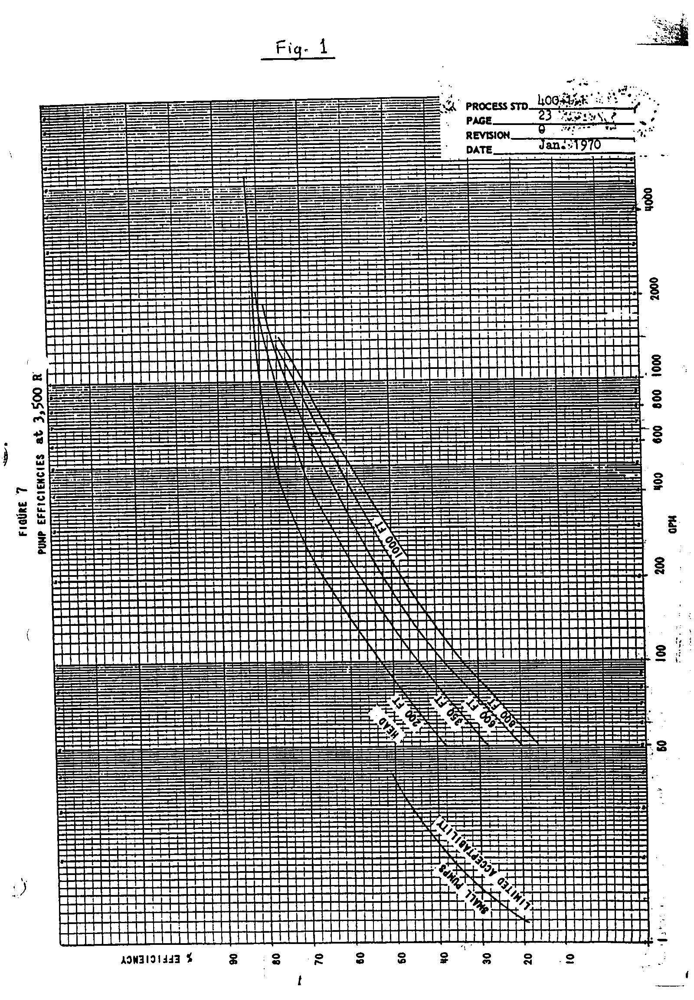 Fig. 1
PROCESS STD
PAGE 23
REVISION 0
DATE Jan. 1970
FIGURE 7
PUMP EFFICIENCIES at 3,500 R
% EFFICIENCY
90
80
70
60
50
40
30
20
10
HEAD
200 FT
350 FT
600 FT
800 FT
1000 FT
SMALL PUMPS
LIMITED ACCEPTABILITY
50
100
200
400
600
800
1000
2000
4000
GPM